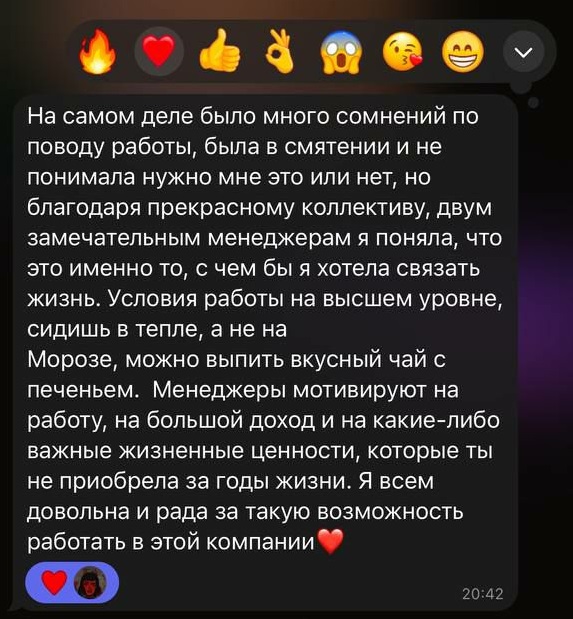 На самом деле было много сомнений по
поводу работы, была в смятении и не
понимала нужно мне это или нет, но
благодаря прекрасному коллективу, двум
замечательным менеджерам я поняла, что
это именно то, с чем бы я хотела связать
жизнь. Условия работы на высшем уровне,
сидишь в тепле, а не на
Морозе, можно выпить вкусный чай с
печеньем.  Менеджеры мотивируют на
работу, на большой доход и на какие-либо
важные жизненные ценности, которые ты
не приобрела за годы жизни. Я всем
довольна и рада за такую возможность
работать в этой компании❤️
20:42